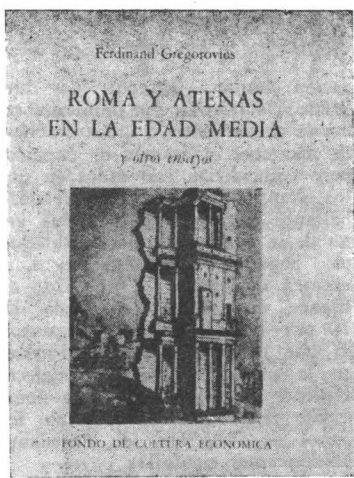 Ferdinand Gregorovius
ROMA Y ATENAS
EN LA EDAD MEDIA
y otros ensayos
FONDO DE CULTURA ECONOMICA